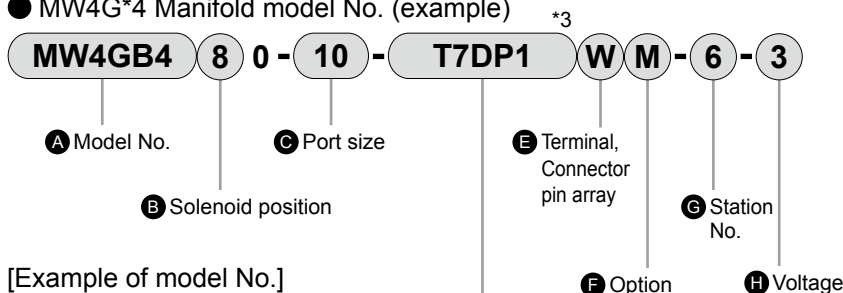 ● MW4G*4 Manifold model No. (example)
*3
MW4GB4 8 0 - 10 - T7DP1 W M - 6 - 3
A Model No.
C Port size
E Terminal,
Connector
pin array
B Solenoid position
G Station
No.
[Example of model No.]
F Option
H Voltage